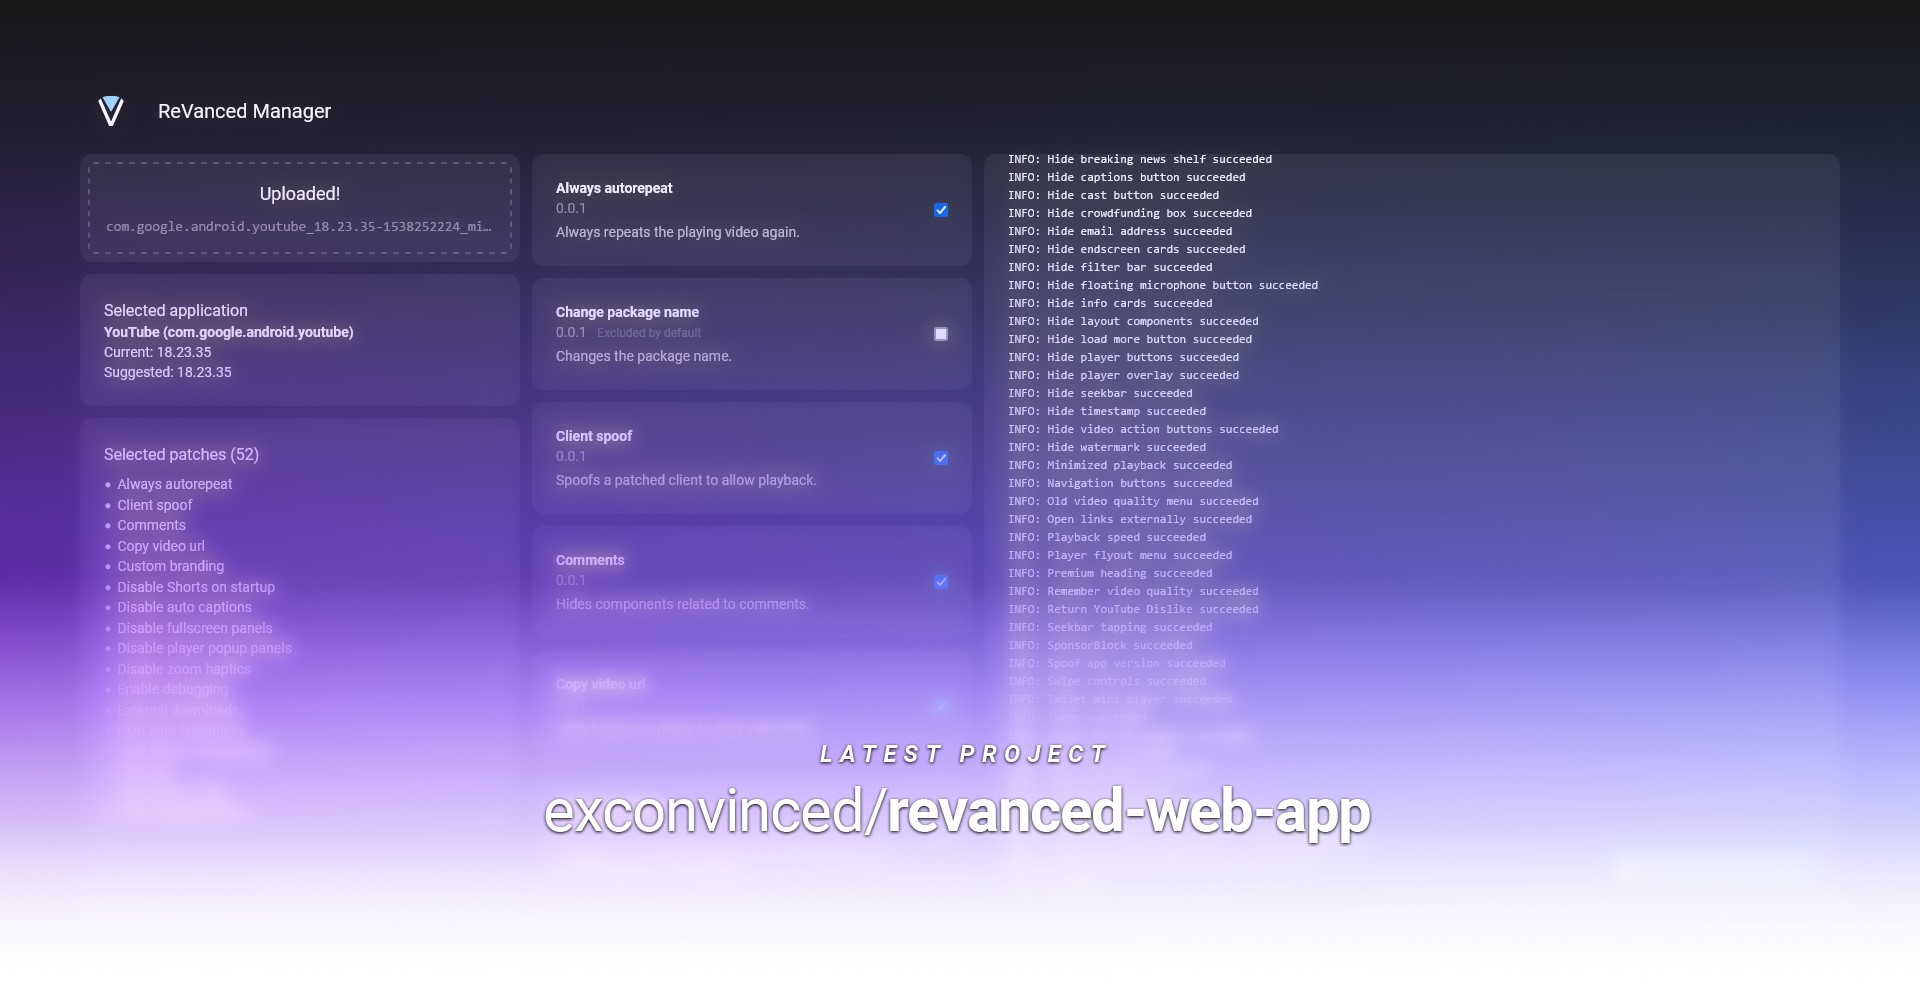 ReVanced Manager
Uploaded!
com.google.android.youtube_18.23.35-1538252224_mi…
Selected application
YouTube (com.google.android.youtube)
Current: 18.23.35
Suggested: 18.23.35
Selected patches (52)
• Always autorepeat
• Client spoof
• Comments
• Copy video url
• Custom branding
• Disable Shorts on startup
• Disable auto captions
• Disable fullscreen panels
• Disable player popup panels
• Disable zoom haptics
• Enable debugging
• External downloads
• HDR auto brightness
Always autorepeat
0.0.1
Always repeats the playing video again.
Change package name
0.0.1 Excluded by default
Changes the package name.
Client spoof
0.0.1
Spoofs a patched client to allow playback.
Comments
0.0.1
Hides components related to comments.
Copy video url
0.0.1
INFO: Hide breaking news shelf succeeded
INFO: Hide captions button succeeded
INFO: Hide cast button succeeded
INFO: Hide crowdfunding box succeeded
INFO: Hide email address succeeded
INFO: Hide endscreen cards succeeded
INFO: Hide filter bar succeeded
INFO: Hide floating microphone button succeeded
INFO: Hide info cards succeeded
INFO: Hide layout components succeeded
INFO: Hide load more button succeeded
INFO: Hide player buttons succeeded
INFO: Hide player overlay succeeded
INFO: Hide seekbar succeeded
INFO: Hide timestamp succeeded
INFO: Hide video action buttons succeeded
INFO: Hide watermark succeeded
INFO: Minimized playback succeeded
INFO: Navigation buttons succeeded
INFO: Old video quality menu succeeded
INFO: Open links externally succeeded
INFO: Playback speed succeeded
INFO: Player flyout menu succeeded
INFO: Premium heading succeeded
INFO: Remember video quality succeeded
INFO: Return YouTube Dislike succeeded
INFO: Seekbar tapping succeeded
INFO: SponsorBlock succeeded
INFO: Spoof app version succeeded
INFO: Swipe controls succeeded
INFO: Tablet mini player succeeded
INFO: Theme succeeded
LATEST PROJECT
exconvinced/revanced-web-app